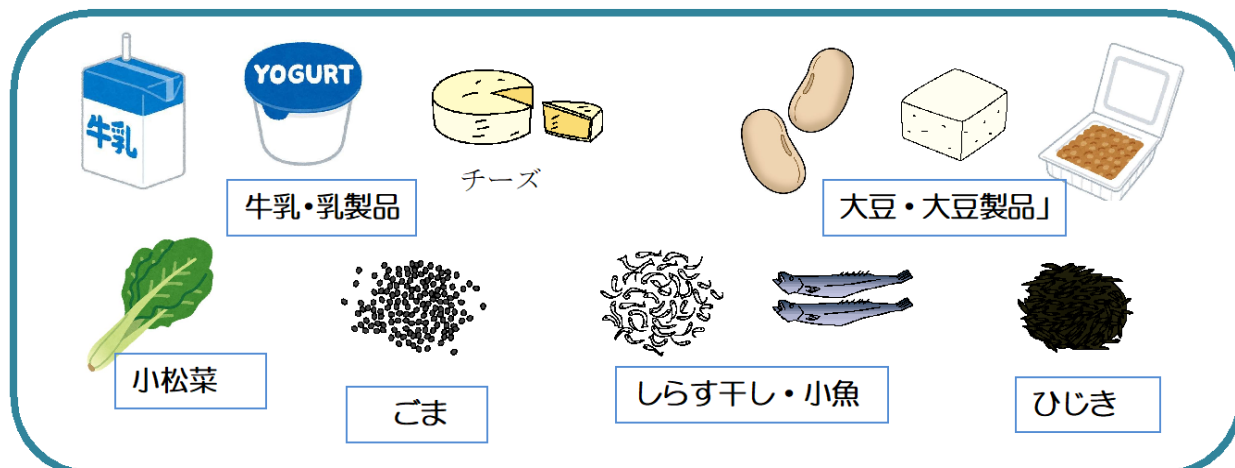 牛乳
YOGURT
チーズ
牛乳・乳製品
大豆・大豆製品」
小松菜
ごま
しらす干し・小魚
ひじき